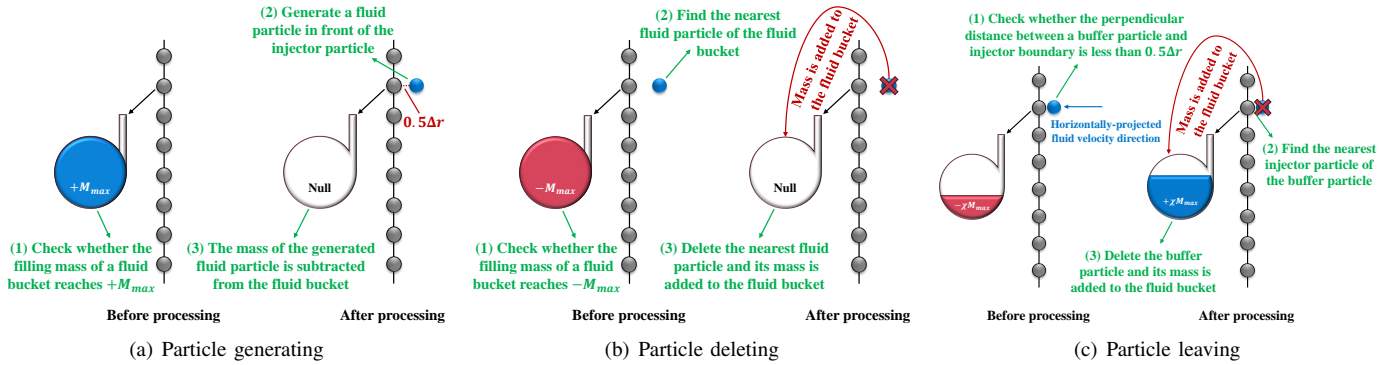 (2) Generate a fluid
particle in front of the
injector particle
0.5Δr
+M_max
Null
(1) Check whether the
filling mass of a fluid
bucket reaches +M_max
(3) The mass of the generated
fluid particle is subtracted
from the fluid bucket
Before processing
After processing
(a) Particle generating
(2) Find the nearest
fluid particle of the fluid
bucket
Mass is added to
the fluid bucket
−M_max
Null
(1) Check whether the
filling mass of a fluid
bucket reaches −M_max
(3) Delete the nearest fluid
particle and its mass is
added to the fluid bucket
Before processing
After processing
(b) Particle deleting
(1) Check whether the perpendicular
distance between a buffer particle and
injector boundary is less than 0.5Δr
Mass is added to
the fluid bucket
Horizontally-projected
fluid velocity direction
(2) Find the nearest
injector particle of
the buffer particle
−χM_max
+χM_max
(3) Delete the buffer
particle and its mass is
added to the fluid bucket
Before processing
After processing
(c) Particle leaving